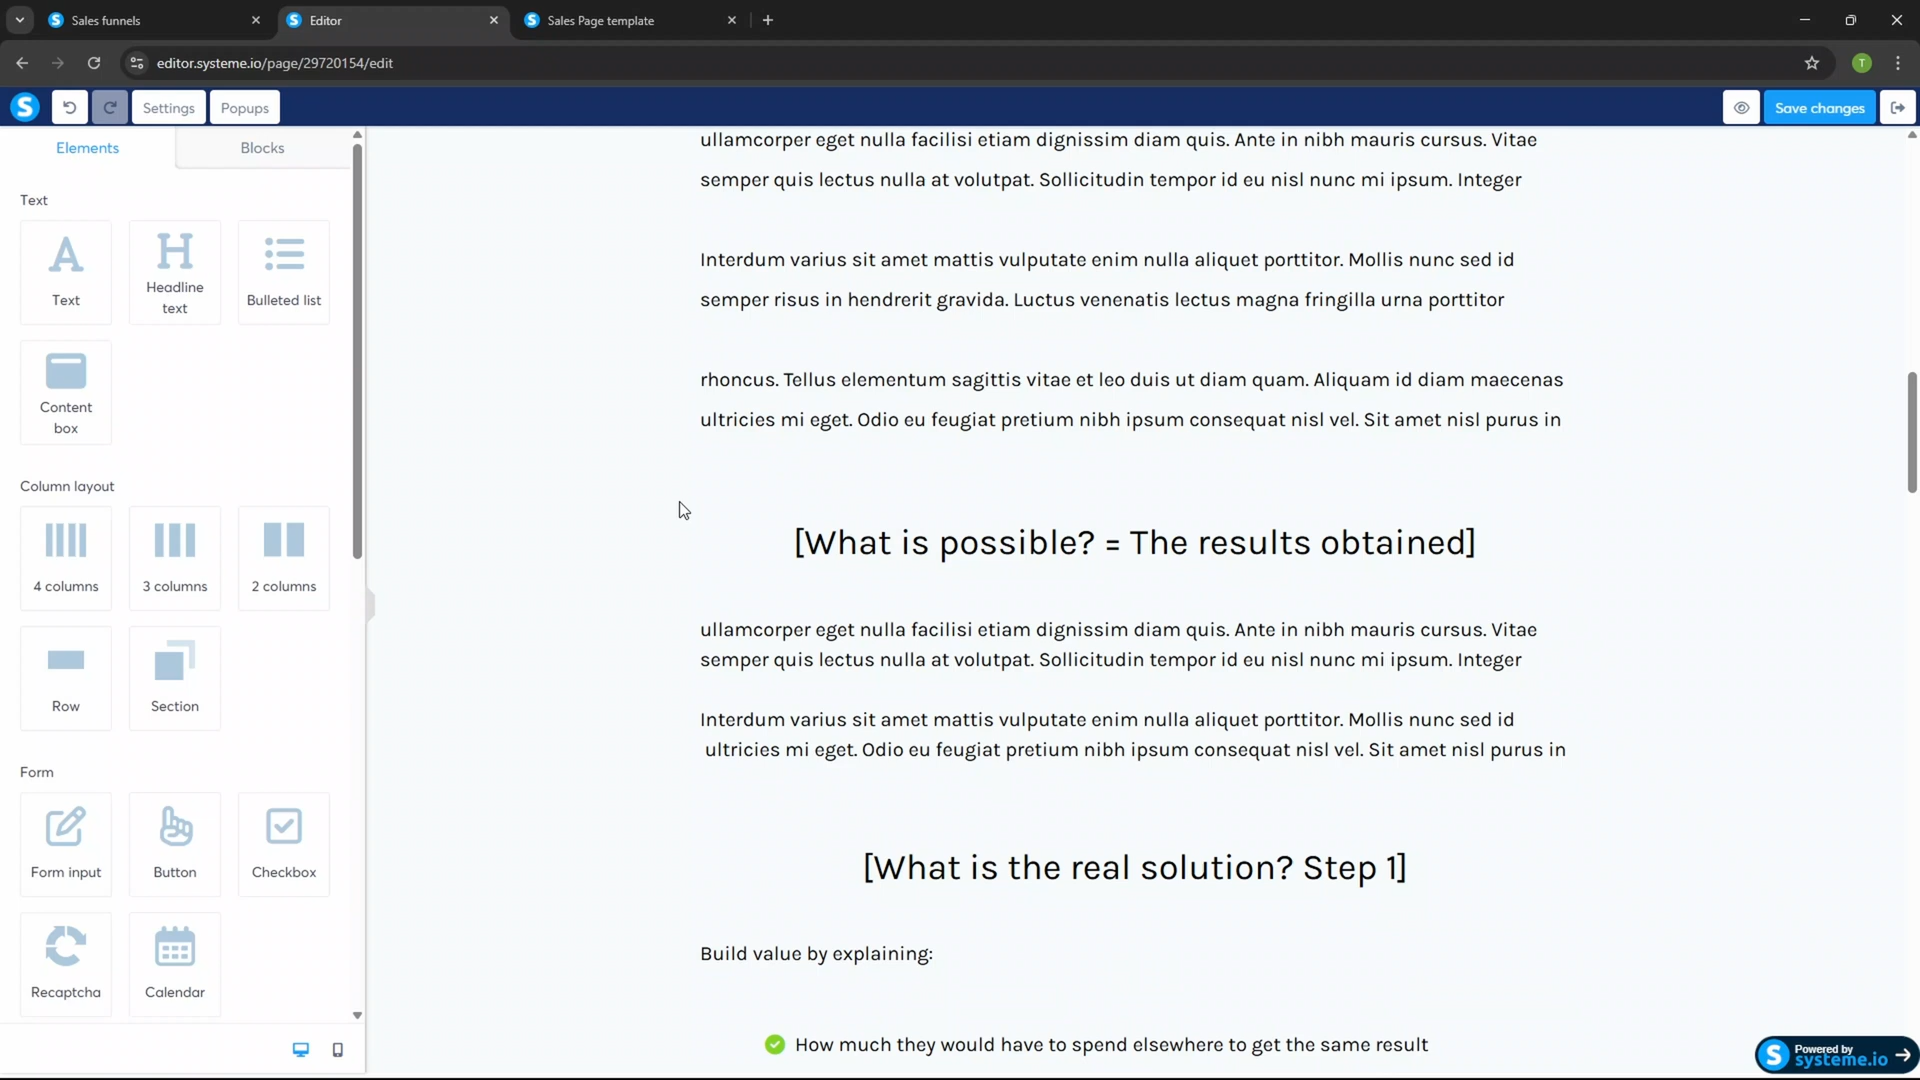 Sales funnels
Editor
Sales Page template
editor.systeme.io/page/29720154/edit
T
S
Settings
Popups
Save changes
Elements
Blocks
Text
Text
Headline
text
Bulleted list
Content
box
Column layout
4 columns
3 columns
2 columns
Row
Section
Form
Form input
Button
Checkbox
Recaptcha
Calendar
ullamcorper eget nulla facilisi etiam dignissim diam quis. Ante in nibh mauris cursus. Vitae
semper quis lectus nulla at volutpat. Sollicitudin tempor id eu nisl nunc mi ipsum. Integer
Interdum varius sit amet mattis vulputate enim nulla aliquet porttitor. Mollis nunc sed id
semper risus in hendrerit gravida. Luctus venenatis lectus magna fringilla urna porttitor
rhoncus. Tellus elementum sagittis vitae et leo duis ut diam quam. Aliquam id diam maecenas
ultricies mi eget. Odio eu feugiat pretium nibh ipsum consequat nisl vel. Sit amet nisl purus in
[What is possible? = The results obtained]
ullamcorper eget nulla facilisi etiam dignissim diam quis. Ante in nibh mauris cursus. Vitae
semper quis lectus nulla at volutpat. Sollicitudin tempor id eu nisl nunc mi ipsum. Integer
Interdum varius sit amet mattis vulputate enim nulla aliquet porttitor. Mollis nunc sed id
ultricies mi eget. Odio eu feugiat pretium nibh ipsum consequat nisl vel. Sit amet nisl purus in
[What is the real solution? Step 1]
Build value by explaining:
How much they would have to spend elsewhere to get the same result
Powered by
systeme.io